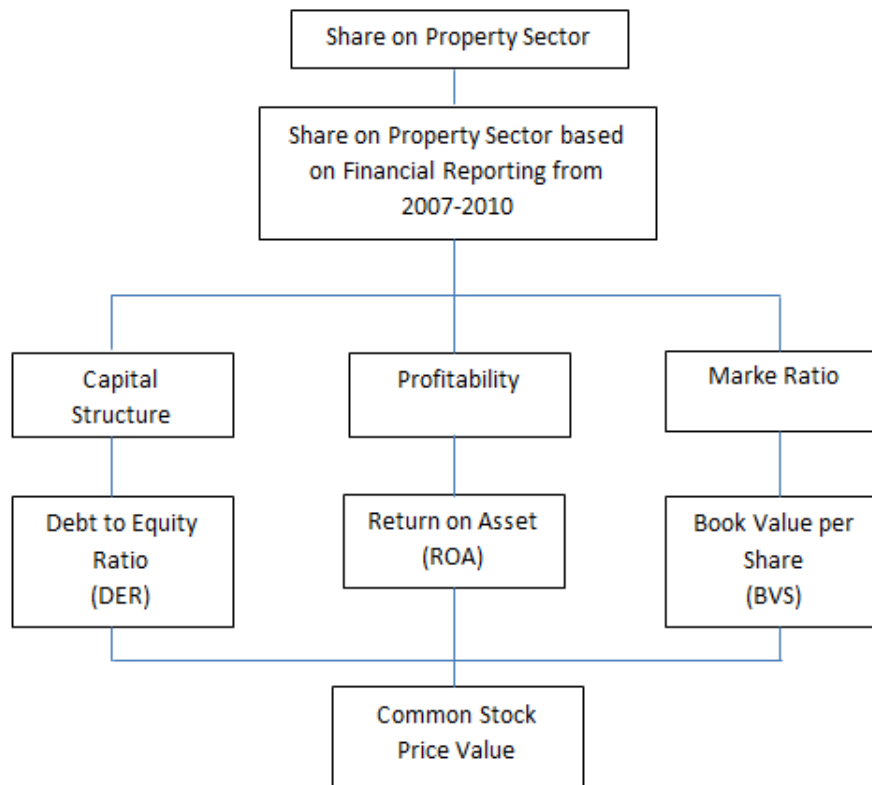 Share on Property Sector
Share on Property Sector based
on Financial Reporting from
2007-2010
Capital
Structure
Profitability
Marke Ratio
Debt to Equity
Ratio
(DER)
Return on Asset
(ROA)
Book Value per
Share
(BVS)
Common Stock
Price Value